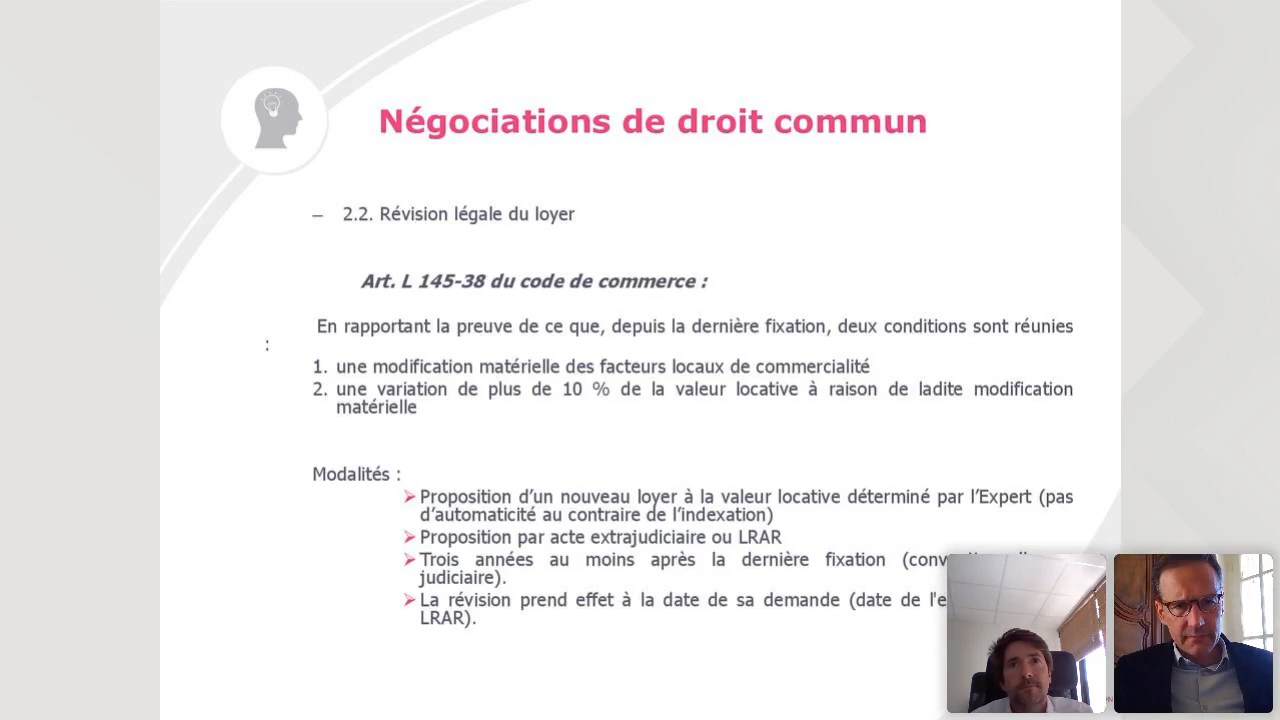 Négociations de droit commun
– 2.2. Révision légale du loyer
Art. L 145-38 du code de commerce :
En rapportant la preuve de ce que, depuis la dernière fixation, deux conditions sont réunies
:
1. une modification matérielle des facteurs locaux de commercialité
2. une variation de plus de 10 % de la valeur locative à raison de ladite modification
matérielle
Modalités :
Proposition d’un nouveau loyer à la valeur locative déterminé par l’Expert (pas
d’automaticité au contraire de l’indexation)
Proposition par acte extrajudiciaire ou LRAR
Trois années au moins après la dernière fixation
judiciaire).
La révision prend effet à la date de sa demande (date de
LRAR).